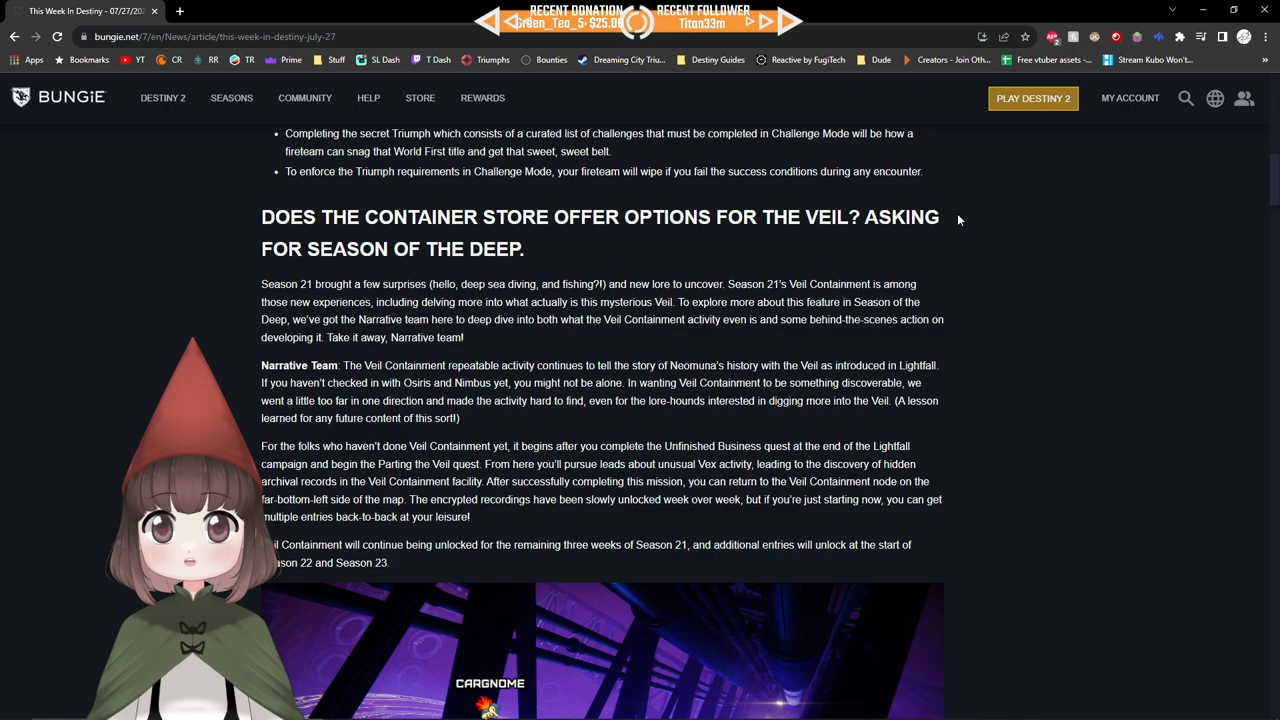 This Week In Destiny - 07/27/202
RECENT DONATION
Green_Tea_5: $25.00
RECENT FOLLOWER
Titan33m
bungie.net/7/en/News/article/this-week-in-destiny-july-27
Apps Bookmarks YT CR RR TR Prime Stuff SL Dash T Dash Triumphs Bounties Dreaming City Triu... Destiny Guides Reactive by FugiTech Dude Creators - Join Oth... Free vtuber assets -... Stream Kubo Won't...
BUNGIE DESTINY 2 SEASONS COMMUNITY HELP STORE REWARDS PLAY DESTINY 2 MY ACCOUNT
• Completing the secret Triumph which consists of a curated list of challenges that must be completed in Challenge Mode will be how a
fireteam can snag that World First title and get that sweet, sweet belt.
• To enforce the Triumph requirements in Challenge Mode, your fireteam will wipe if you fail the success conditions during any encounter.
DOES THE CONTAINER STORE OFFER OPTIONS FOR THE VEIL? ASKING
FOR SEASON OF THE DEEP.
Season 21 brought a few surprises (hello, deep sea diving, and fishing?!) and new lore to uncover. Season 21's Veil Containment is among
those new experiences, including delving more into what actually is this mysterious Veil. To explore more about this feature in Season of the
Deep, we've got the Narrative team here to deep dive into both what the Veil Containment activity even is and some behind-the-scenes action on
developing it. Take it away, Narrative team!
Narrative Team: The Veil Containment repeatable activity continues to tell the story of Neomuna's history with the Veil as introduced in Lightfall.
If you haven't checked in with Osiris and Nimbus yet, you might not be alone. In wanting Veil Containment to be something discoverable, we
went a little too far in one direction and made the activity hard to find, even for the lore-hounds interested in digging more into the Veil. (A lesson
learned for any future content of this sort!)
For the folks who haven't done Veil Containment yet, it begins after you complete the Unfinished Business quest at the end of the Lightfall
campaign and begin the Parting the Veil quest. From here you'll pursue leads about unusual Vex activity, leading to the discovery of hidden
archival records in the Veil Containment facility. After successfully completing this mission, you can return to the Veil Containment node on the
far-bottom-left side of the map. The encrypted recordings have been slowly unlocked week over week, but if you're just starting now, you can get
multiple entries back-to-back at your leisure!
il Containment will continue being unlocked for the remaining three weeks of Season 21, and additional entries will unlock at the start of
ason 22 and Season 23.
CARGNOME